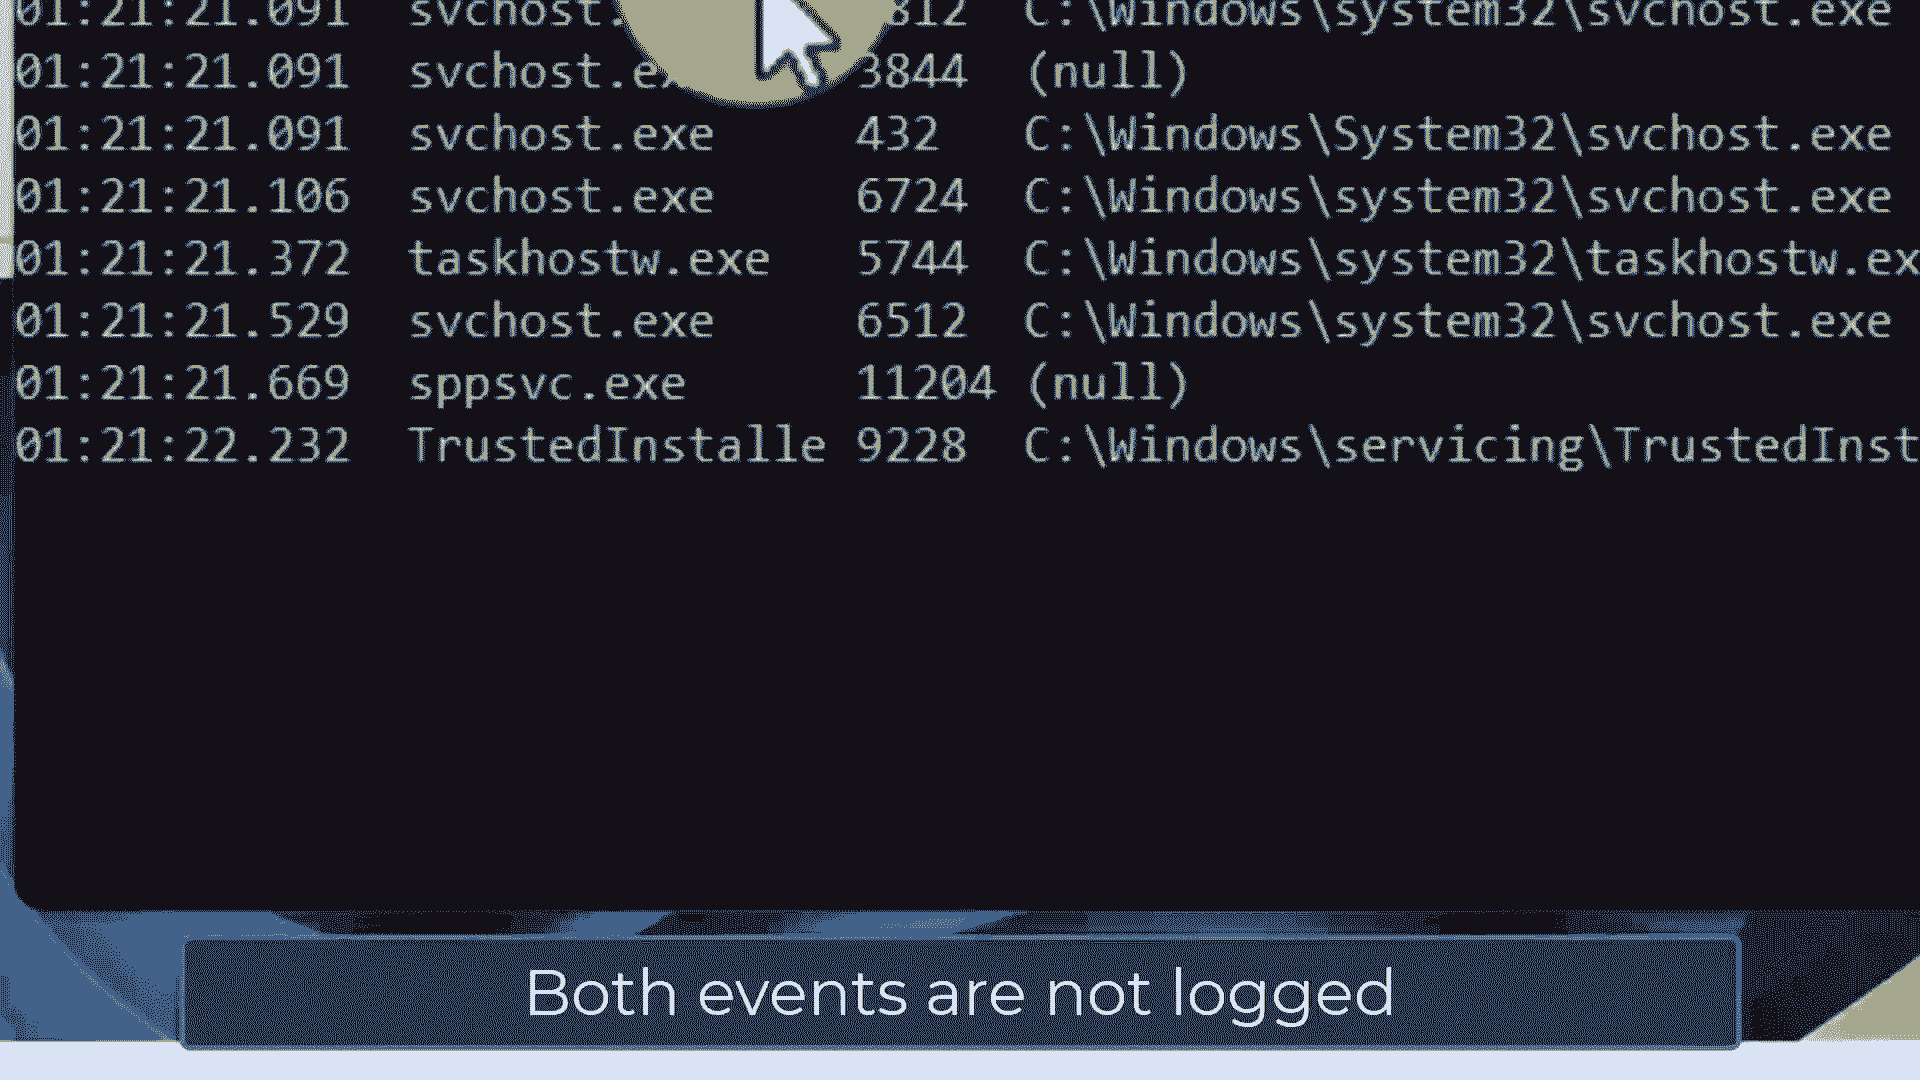 01:21:21.091 svchost. 812 C:\Windows\system32\svchost.exe
01:21:21.091 svchost.ex 3844 (null)
01:21:21.091 svchost.exe 432 C:\Windows\System32\svchost.exe
01:21:21.106 svchost.exe 6724 C:\Windows\system32\svchost.exe
01:21:21.372 taskhostw.exe 5744 C:\Windows\system32\taskhostw.ex
01:21:21.529 svchost.exe 6512 C:\Windows\system32\svchost.exe
01:21:21.669 sppsvc.exe 11204 (null)
01:21:22.232 TrustedInstalle 9228 C:\Windows\servicing\TrustedInst
Both events are not logged